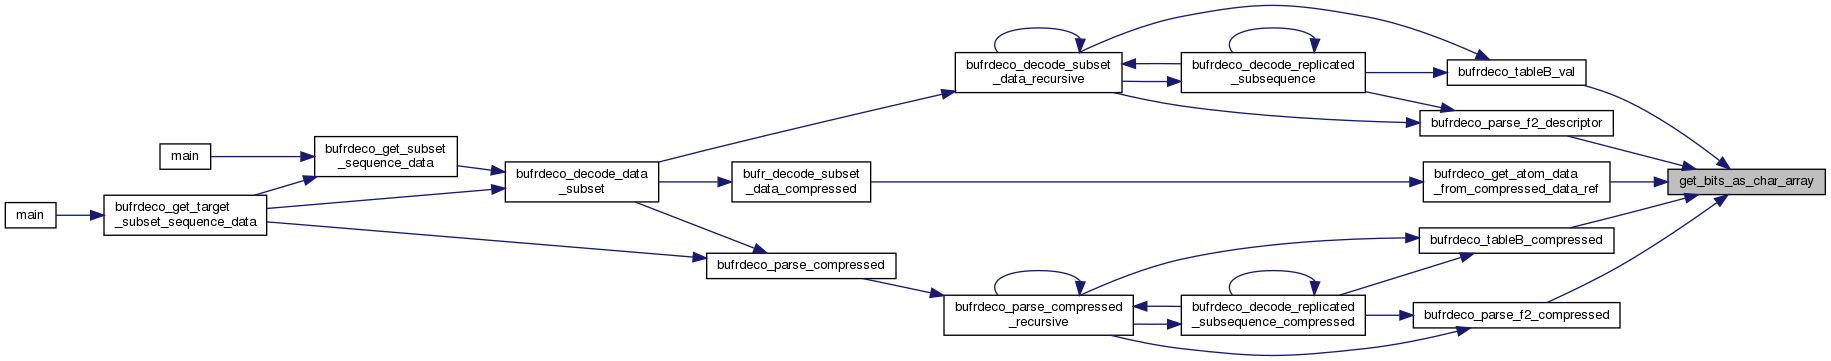 main
bufrdeco_get_target
_subset_sequence_data
main
bufrdeco_get_subset
_sequence_data
bufrdeco_decode_data
_subset
bufrdeco_decode_subset
_data_recursive
bufr_decode_subset
_data_compressed
bufrdeco_parse_compressed
bufrdeco_parse_compressed
_recursive
bufrdeco_decode_replicated
_subsequence
bufrdeco_decode_replicated
_subsequence_compressed
bufrdeco_tableB_val
bufrdeco_parse_f2_descriptor
bufrdeco_get_atom_data
_from_compressed_data_ref
bufrdeco_tableB_compressed
bufrdeco_parse_f2_compressed
get_bits_as_char_array